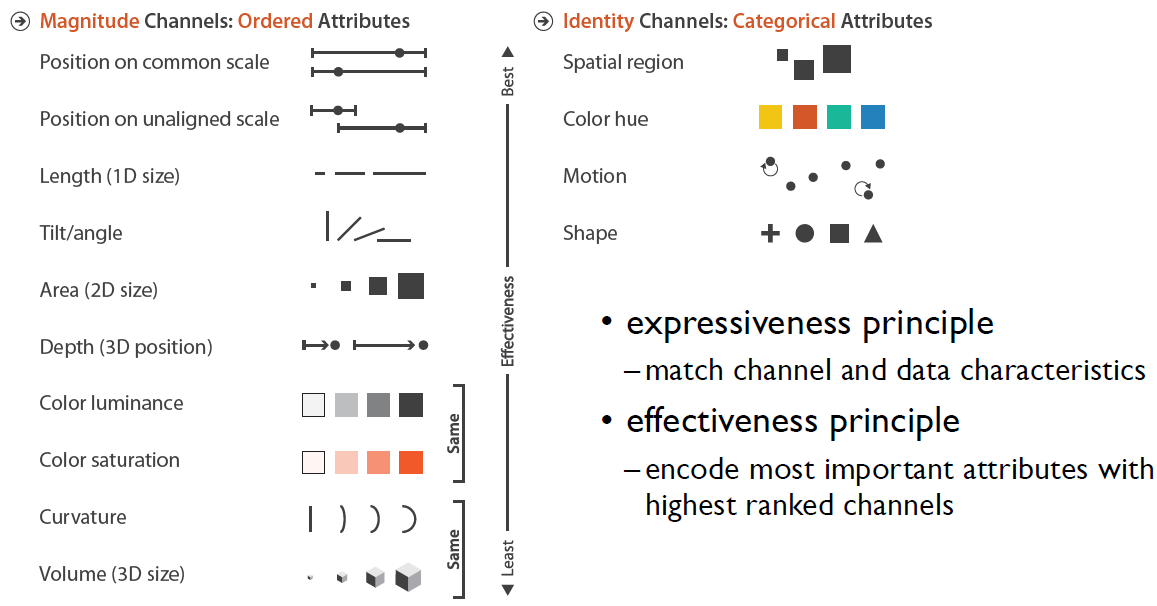 Magnitude Channels: Ordered Attributes
Position on common scale
Position on unaligned scale
Length (1D size)
Tilt/angle
Area (2D size)
Depth (3D position)
Color luminance
Color saturation
Curvature
Volume (3D size)
Same
Same
Best
Effectiveness
Least
Identity Channels: Categorical Attributes
Spatial region
Color hue
Motion
Shape
• expressiveness principle
– match channel and data characteristics
• effectiveness principle
– encode most important attributes with
highest ranked channels